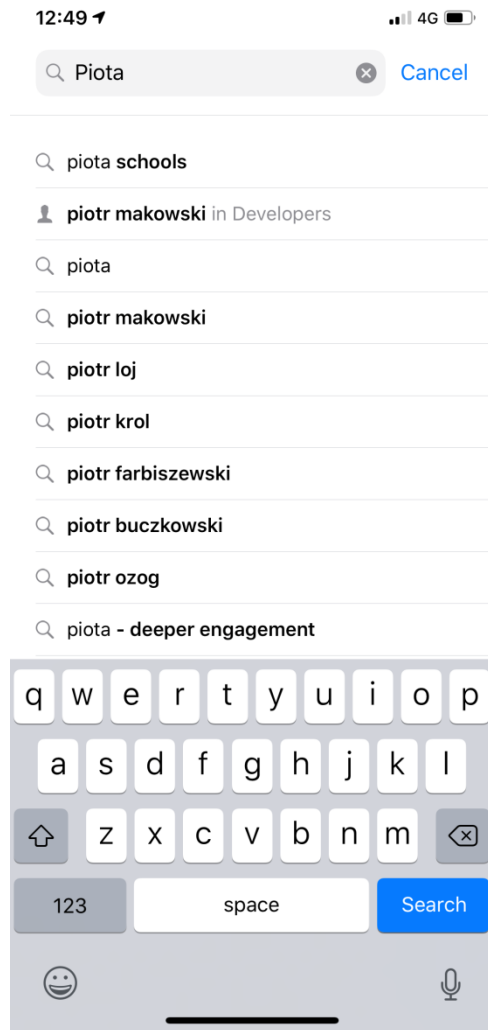 12:49 4G
Piota Cancel
piota schools
piotr makowski in Developers
piota
piotr makowski
piotr loj
piotr krol
piotr farbiszewski
piotr buczkowski
piotr ozog
piota - deeper engagement
q w e r t y u i o p
a s d f g h j k l
z x c v b n m
123 space Search